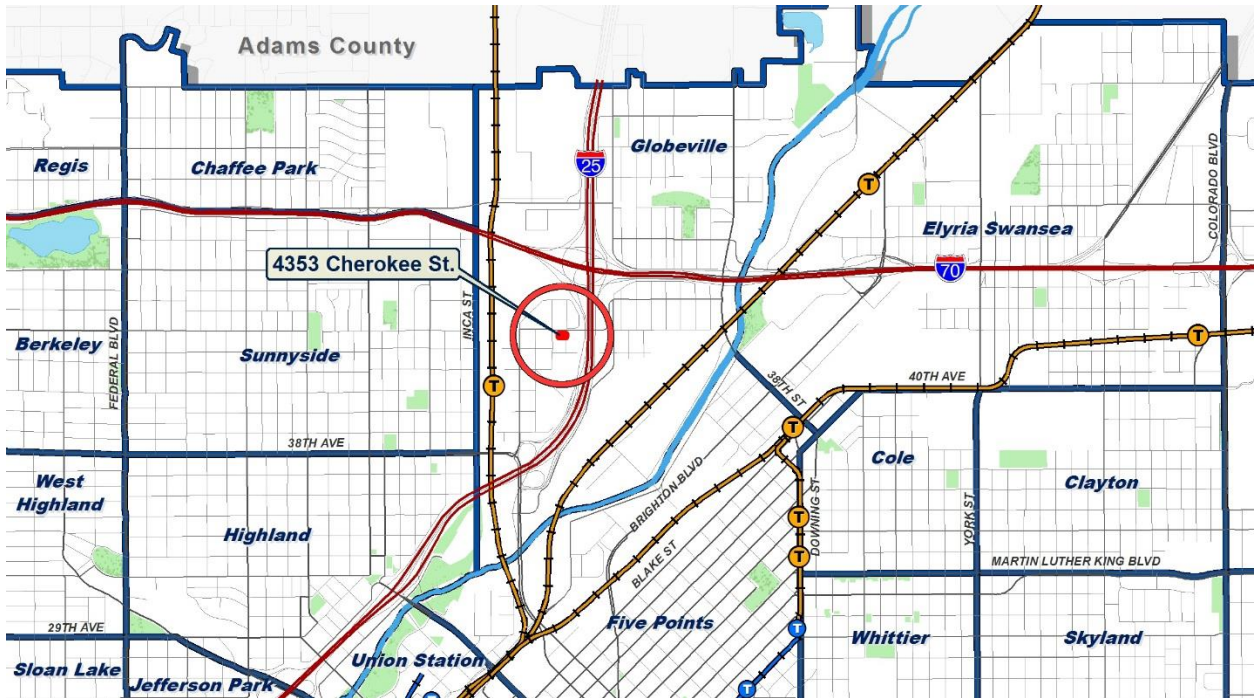 Adams County
Regis
Chaffee Park
25
Globeville
T
Elyria Swansea
COLORADO BLVD
4353 Cherokee St.
70
Berkeley
FEDERAL BLVD
Sunnyside
INCA ST
T
T
40TH AVE
38TH ST
38TH AVE
T
Cole
West
Highland
Clayton
Highland
BRIGHTON BLVD
BLAKE ST
T
DOWNING ST
YORK ST
T
MARTIN LUTHER KING BLVD
29TH AVE
Five Points
T
Whittier
Skyland
Sloan Lake
Union Station
Jefferson Park
T